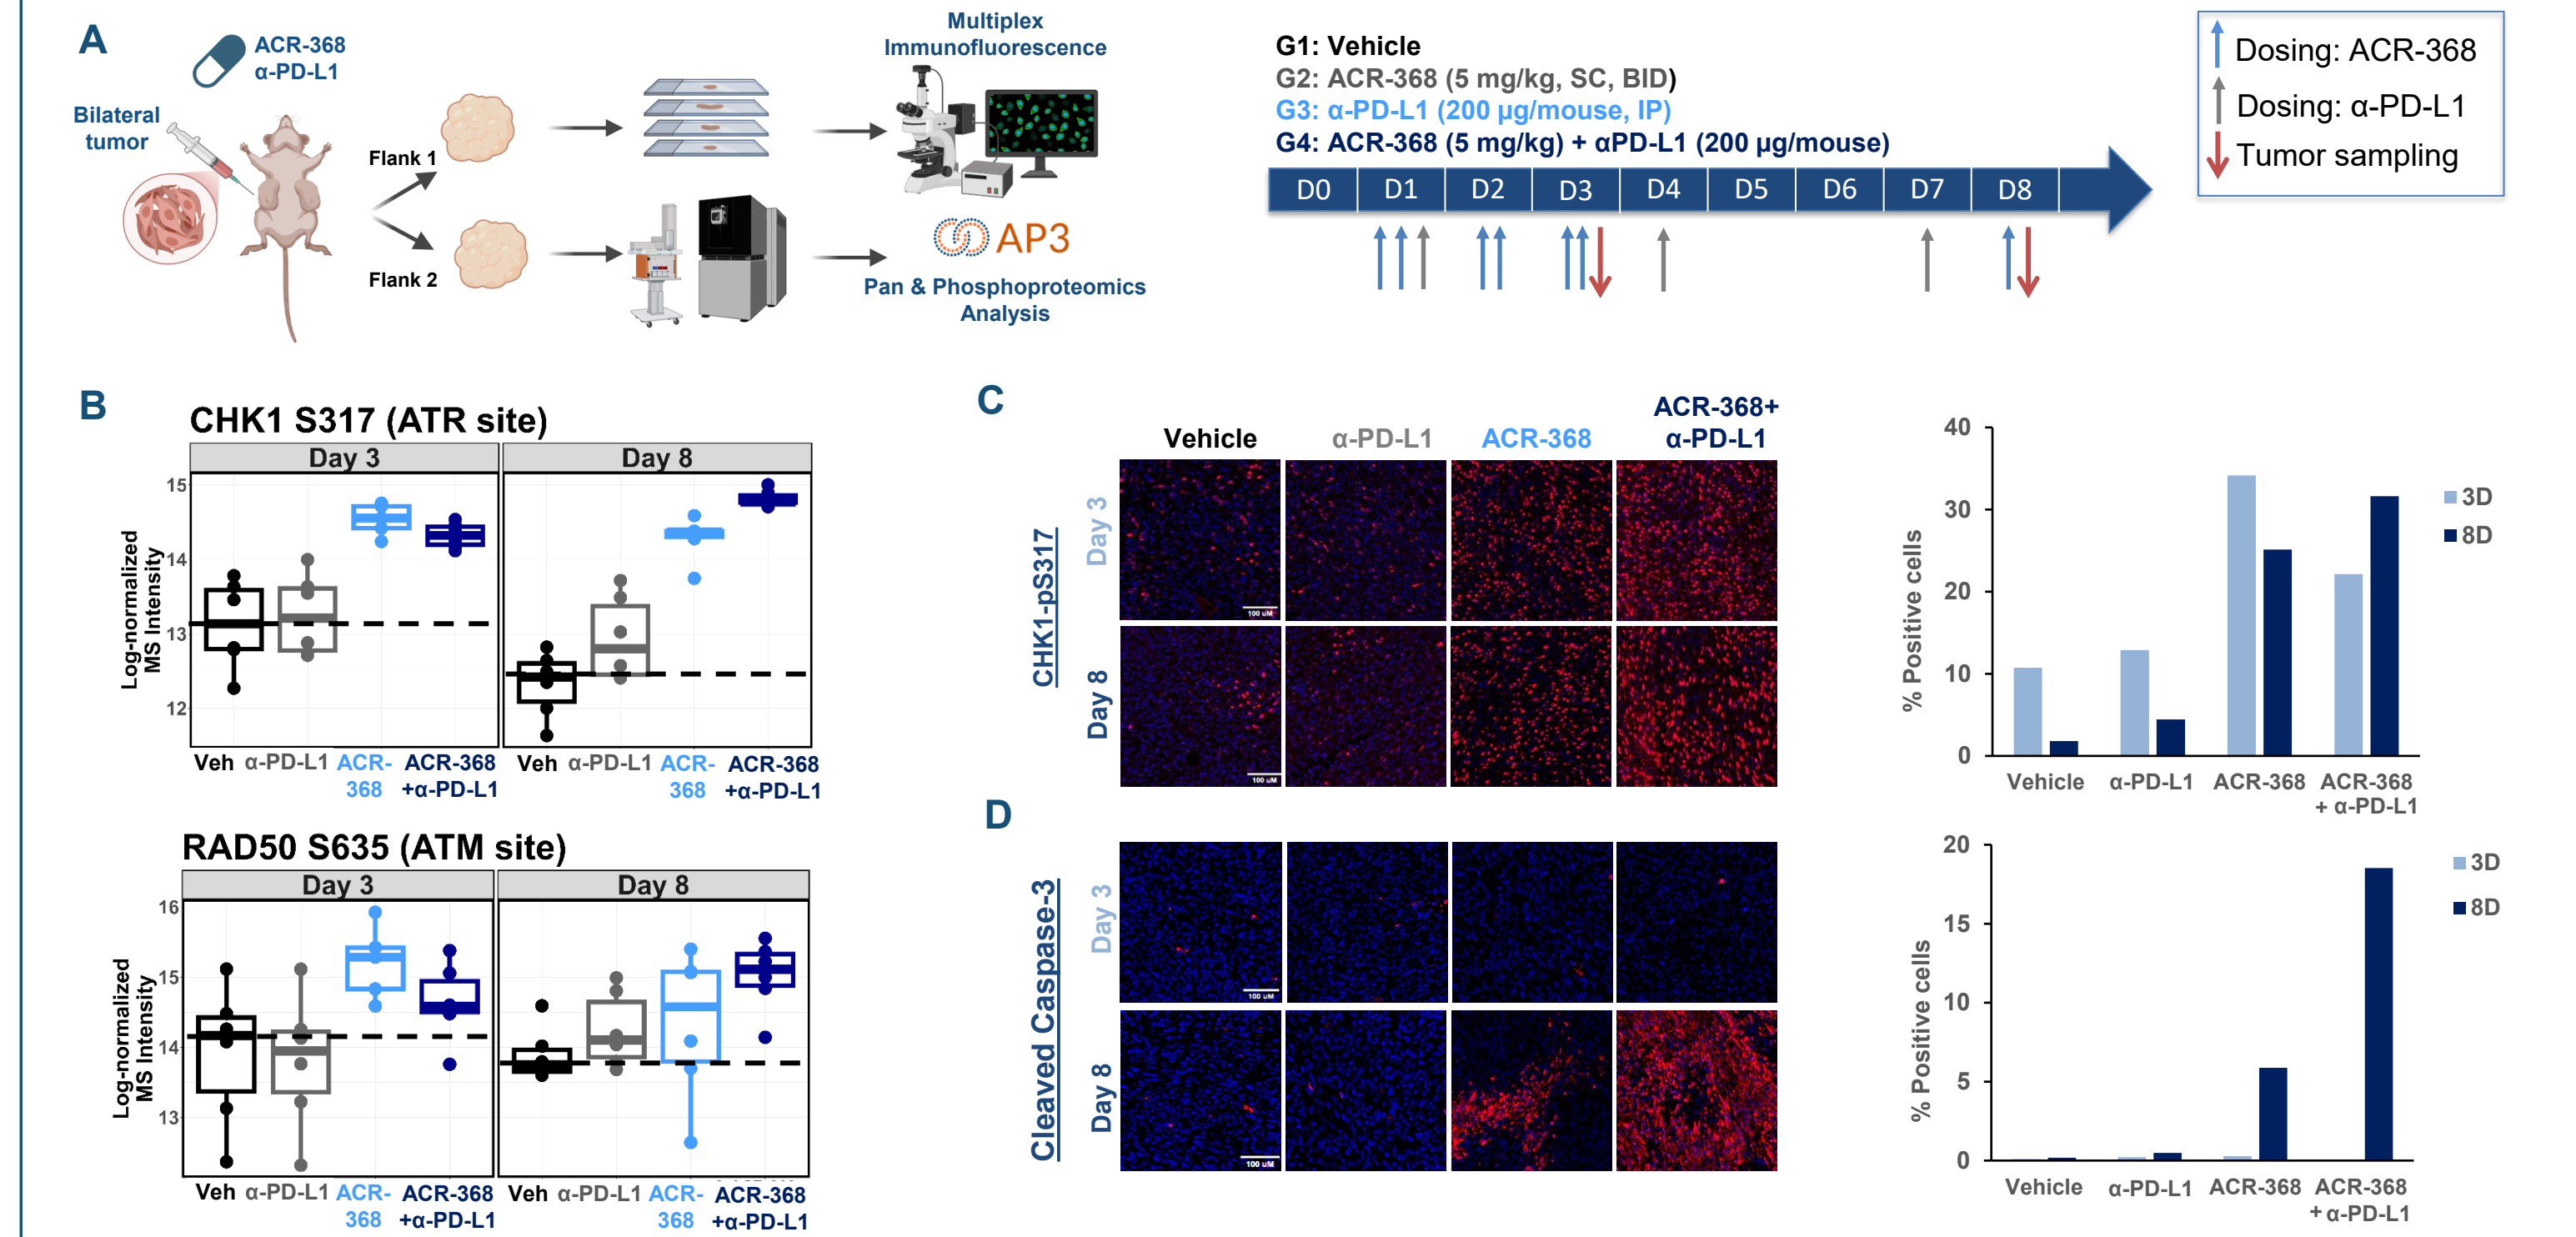 A
ACR-368
α-PD-L1
Bilateral
tumor
Flank 1
Flank 2
Multiplex
Immunofluorescence
AP3
Pan & Phosphoproteomics
Analysis
G1: Vehicle
G2: ACR-368 (5 mg/kg, SC, BID)
G3: α-PD-L1 (200 µg/mouse, IP)
G4: ACR-368 (5 mg/kg) + αPD-L1 (200 µg/mouse)
D0 D1 D2 D3 D4 D5 D6 D7 D8
Dosing: ACR-368
Dosing: α-PD-L1
Tumor sampling
B
CHK1 S317 (ATR site)
Day 3 Day 8
Log-normalized
MS Intensity
15
14
13
12
Veh α-PD-L1 ACR-368 ACR-368+α-PD-L1
Veh α-PD-L1 ACR-368 ACR-368+α-PD-L1
RAD50 S635 (ATM site)
Day 3 Day 8
Log-normalized
MS Intensity
16
15
14
13
Veh α-PD-L1 ACR-368 ACR-368+α-PD-L1
Veh α-PD-L1 ACR-368 ACR-368+α-PD-L1
C
Vehicle α-PD-L1 ACR-368 ACR-368+α-PD-L1
CHK1-pS317
Day 3
Day 8
100 uM
100 uM
% Positive cells
40
30
20
10
0
Vehicle α-PD-L1 ACR-368 ACR-368
+ α-PD-L1
3D
8D
D
Cleaved Caspase-3
Day 3
Day 8
100 uM
100 uM
% Positive cells
20
15
10
5
0
Vehicle α-PD-L1 ACR-368 ACR-368
+ α-PD-L1
3D
8D